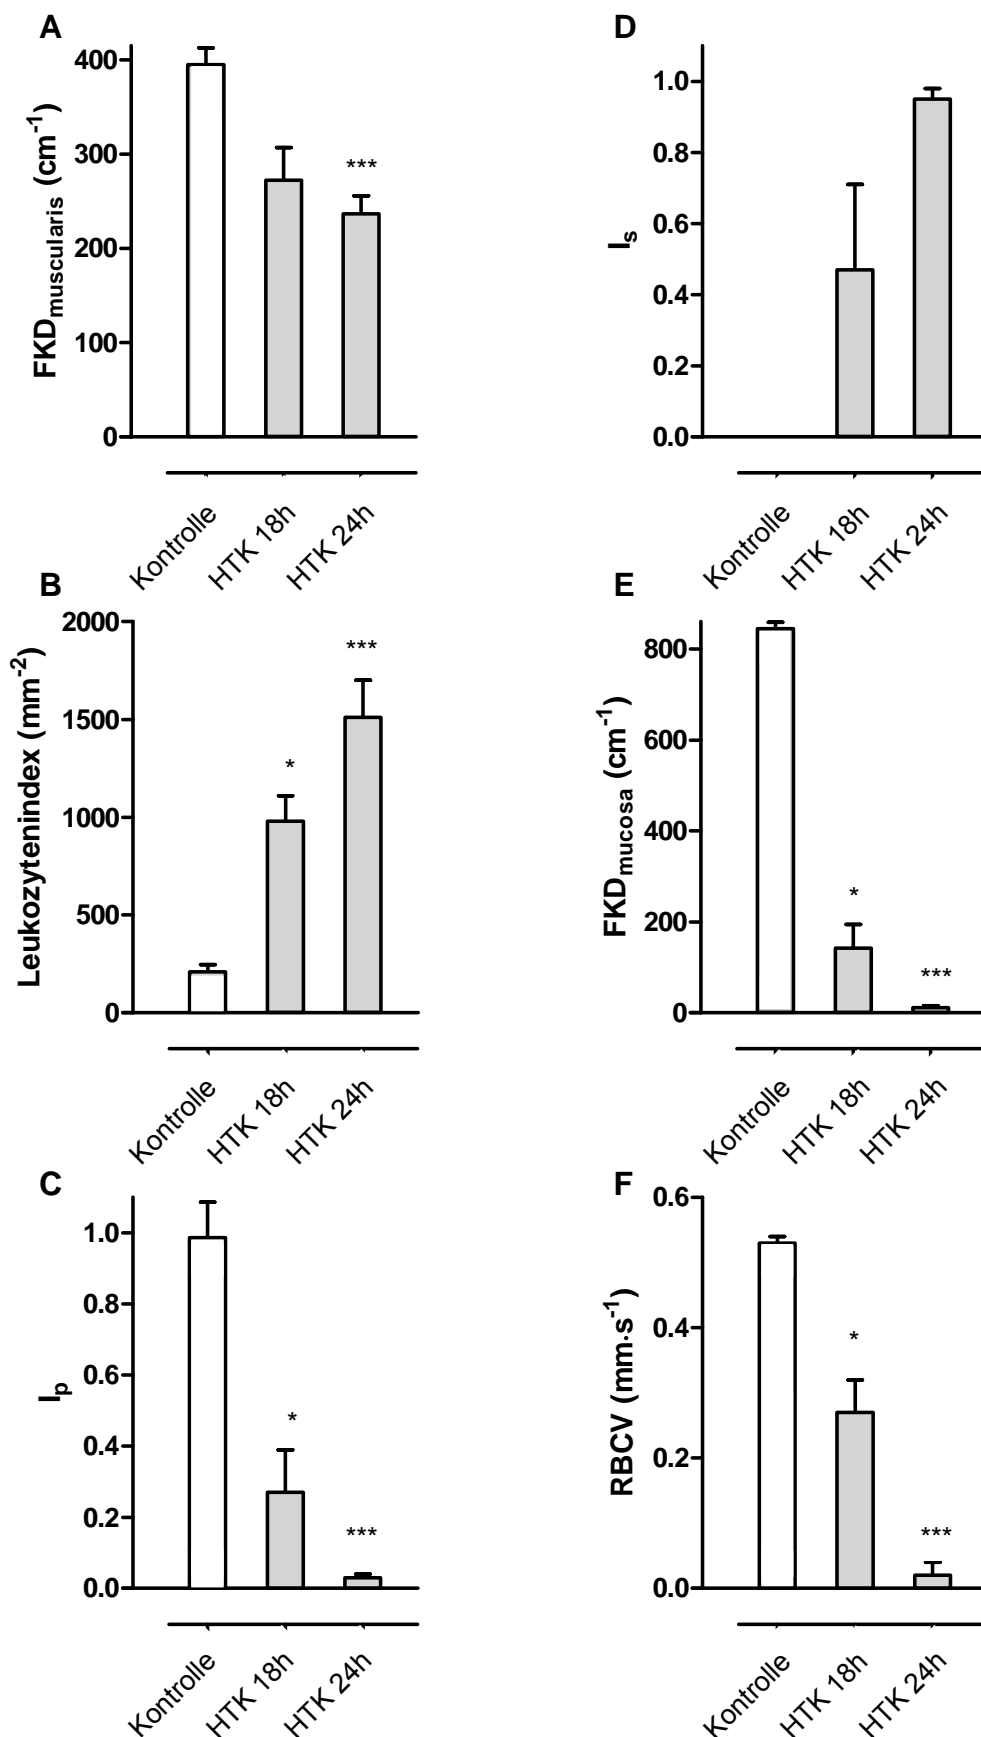 A
FKDmuscularis (cm-1)
400
300
200
100
0
***
Kontrolle
HTK 18h
HTK 24h
D
Is
1.0
0.8
0.6
0.4
0.2
0.0
Kontrolle
HTK 18h
HTK 24h
B
Leukozytenindex (mm-2)
2000
1500
1000
500
0
*
***
Kontrolle
HTK 18h
HTK 24h
E
FKDmucosa (cm-1)
800
600
400
200
0
*
***
Kontrolle
HTK 18h
HTK 24h
C
Ip
1.0
0.8
0.6
0.4
0.2
0.0
*
***
Kontrolle
HTK 18h
HTK 24h
F
RBCV (mm·s-1)
0.6
0.4
0.2
0.0
*
***
Kontrolle
HTK 18h
HTK 24h